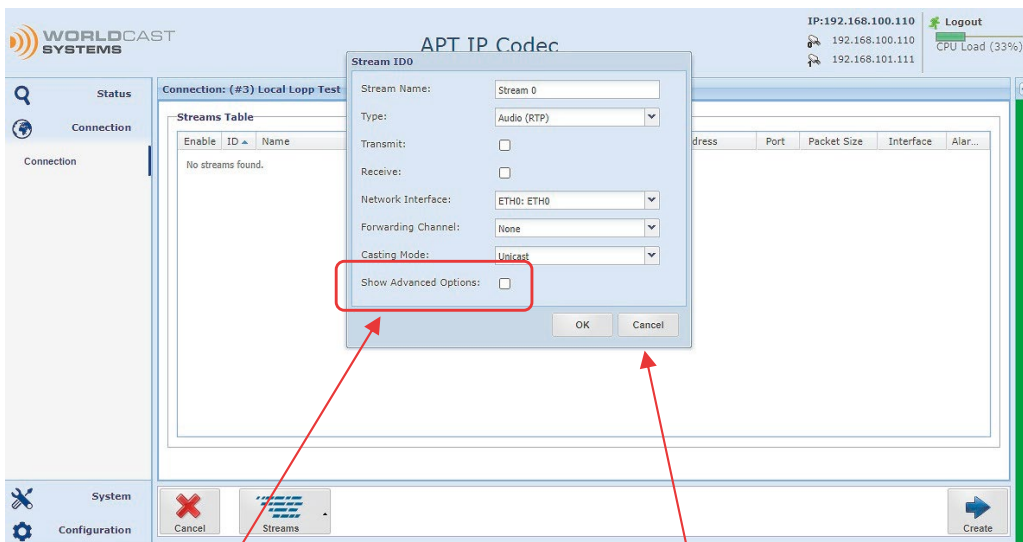 WORLDCAST
SYSTEMS
APT IP Codec
IP:192.168.100.110
192.168.100.110
192.168.101.111
Logout
CPU Load (33%)
Status
Connection
Connection
System
Configuration
Connection: (#3) Local Lopp Test
Streams Table
Enable ID Name dress Port Packet Size Interface Alar...
No streams found.
Stream ID0
Stream Name: Stream 0
Type: Audio (RTP)
Transmit:
Receive:
Network Interface: ETH0: ETH0
Forwarding Channel: None
Casting Mode: Unicast
Show Advanced Options:
OK Cancel
Cancel
Streams
Create